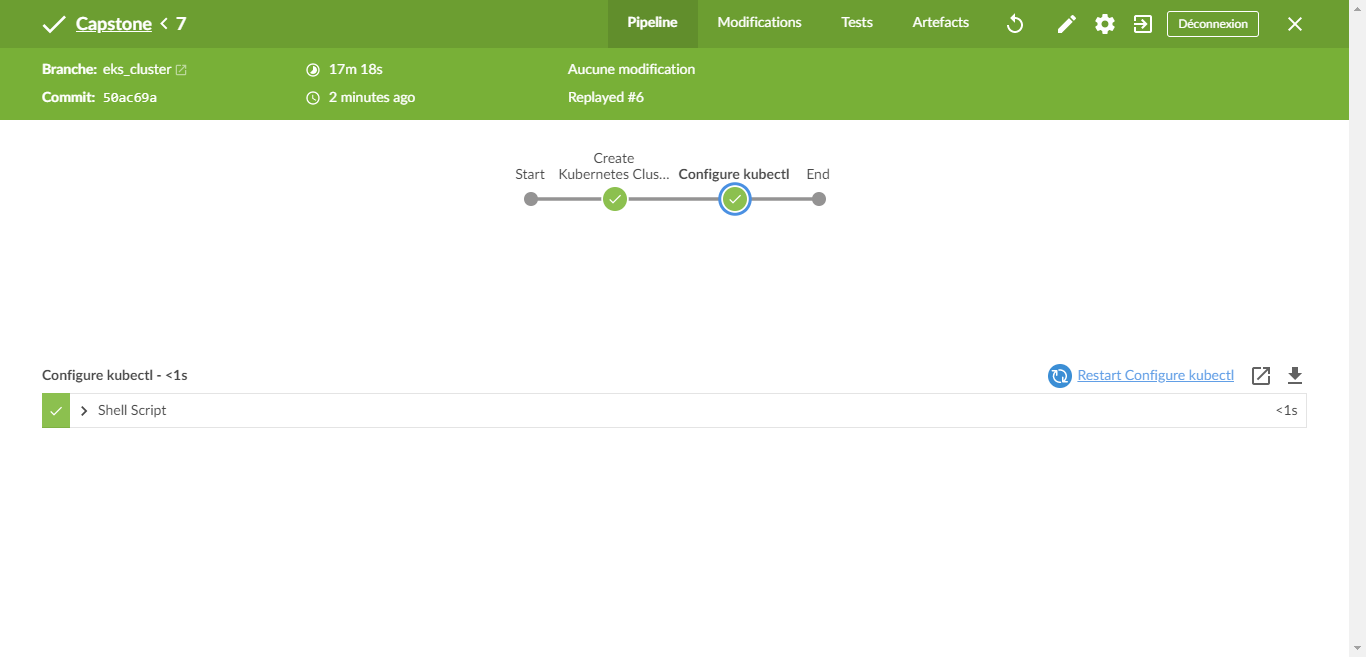 Capstone < 7
Pipeline
Modifications
Tests
Artefacts
Déconnexion
Branche: eks_cluster
17m 18s
Aucune modification
Commit: 50ac69a
2 minutes ago
Replayed #6
Start
Create
Kubernetes Clus...
Configure kubectl
End
Configure kubectl - <1s
Restart Configure kubectl
Shell Script
<1s